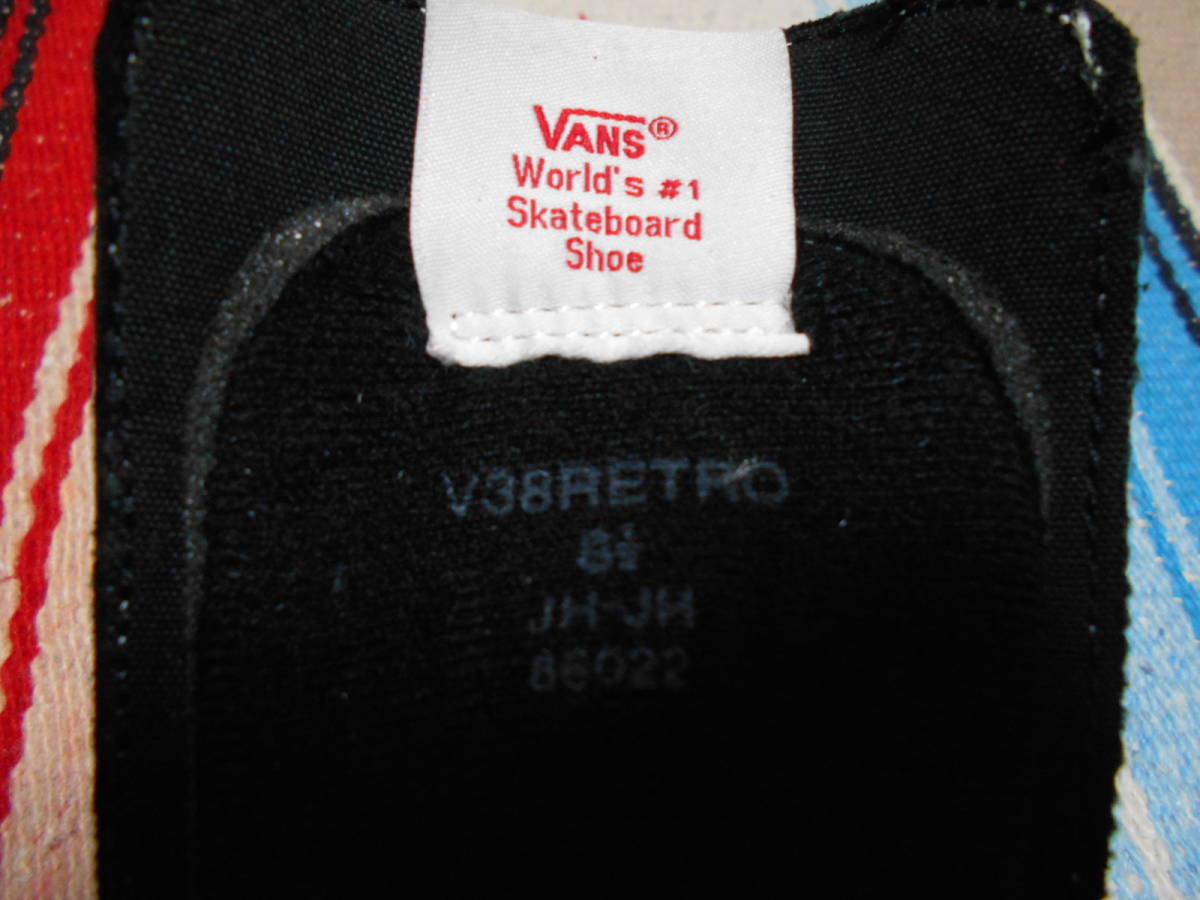 VANS®
World's #1
Skateboard
Shoe
V38RETRO
8½
JH-JH
86022